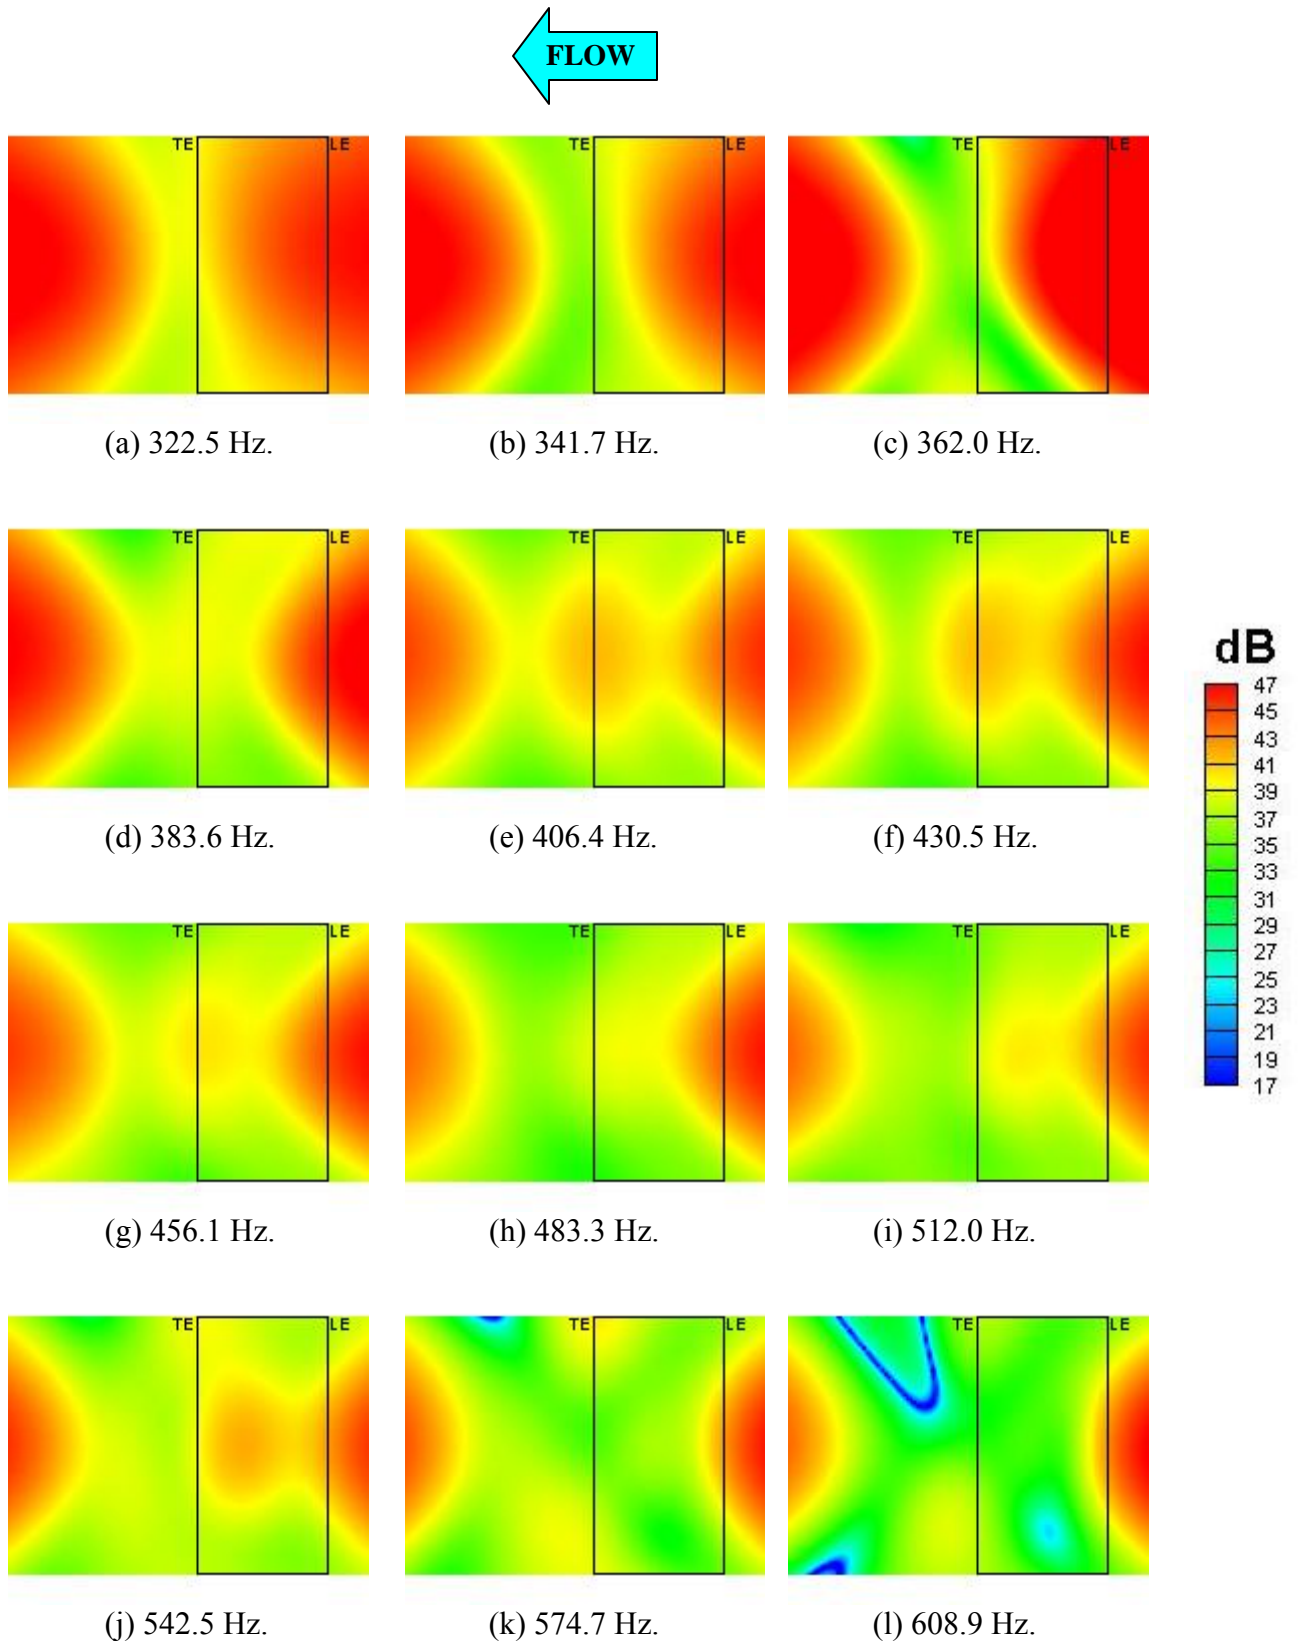 FLOW
TE LE TE LE TE LE
(a) 322.5 Hz. (b) 341.7 Hz. (c) 362.0 Hz.
TE LE TE LE TE LE
(d) 383.6 Hz. (e) 406.4 Hz. (f) 430.5 Hz.
dB
47
45
43
41
39
37
35
33
31
29
27
25
23
21
19
17
TE LE TE LE TE LE
(g) 456.1 Hz. (h) 483.3 Hz. (i) 512.0 Hz.
TE LE TE LE TE LE
(j) 542.5 Hz. (k) 574.7 Hz. (l) 608.9 Hz.